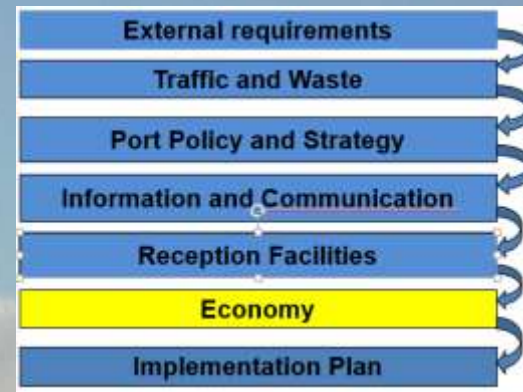 External requirements
Traffic and Waste
Port Policy and Strategy
Information and Communication
Reception Facilities
Economy
Implementation Plan